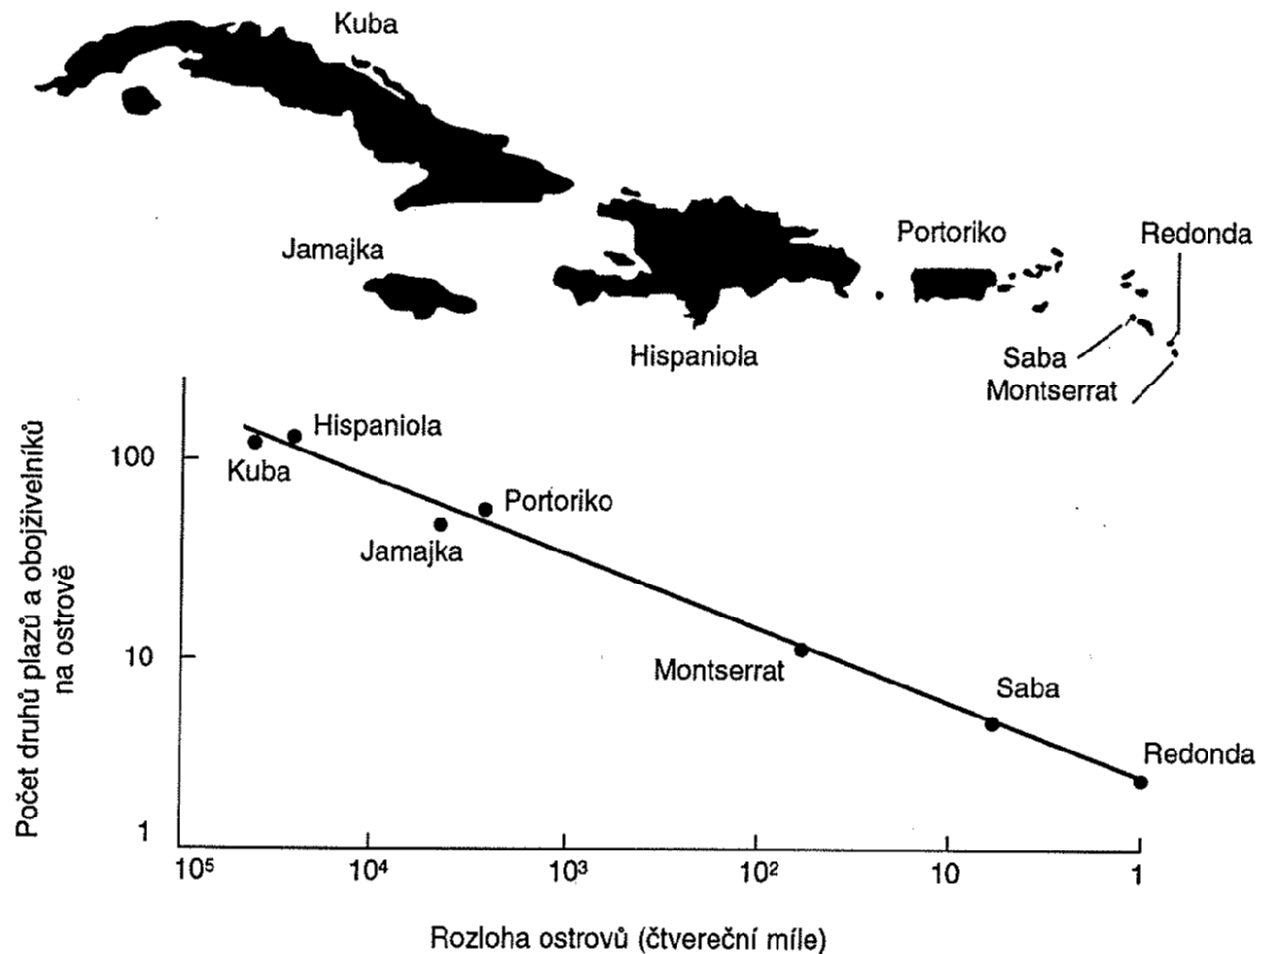 Kuba
Jamajka
Hispaniola
Portoriko
Redonda
Saba
Montserrat
Počet druhů plazů a obojživelníků
na ostrově
100
10
1
Hispaniola
Kuba
Portoriko
Jamajka
Montserrat
Saba
Redonda
10⁵
10⁴
10³
10²
10
1
Rozloha ostrovů (čtvereční míle)